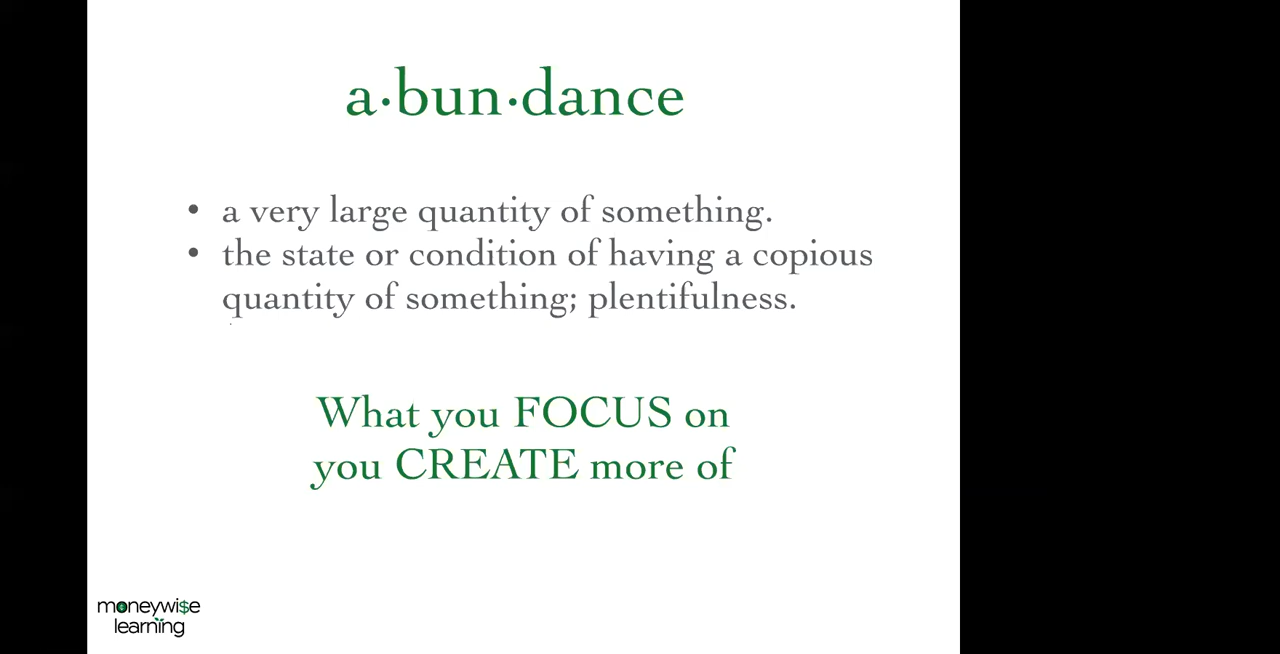 a·bun·dance
• a very large quantity of something.
• the state or condition of having a copious
quantity of something; plentifulness.
What you FOCUS on
you CREATE more of
moneywi$e
learning